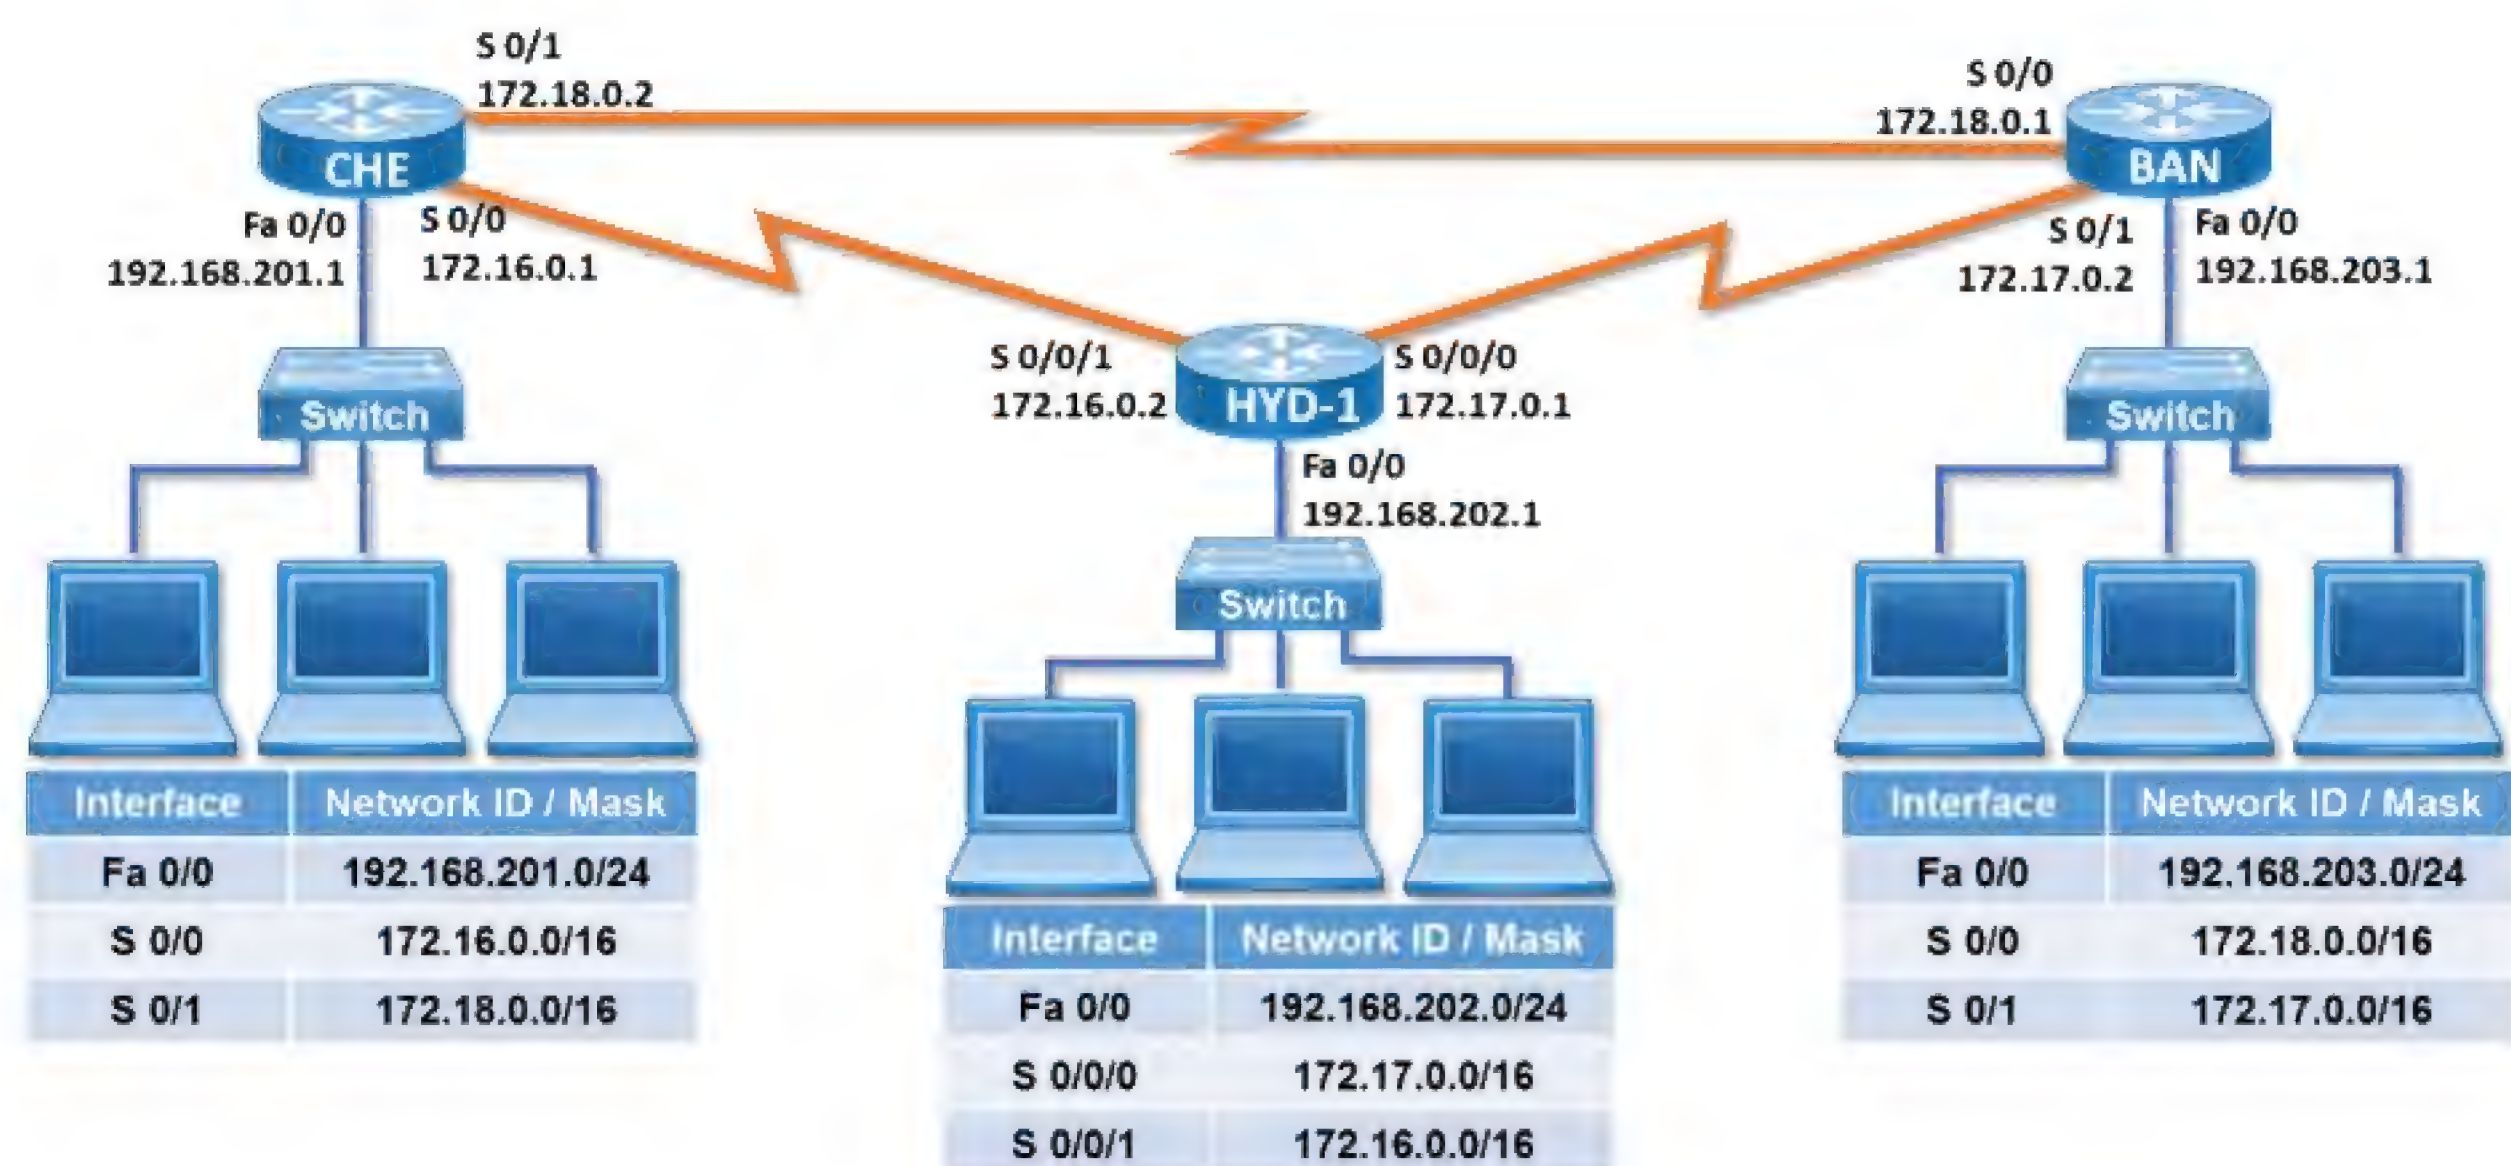 S 0/1
172.18.0.2
S 0/0
172.18.0.1
CHE
BAN
Fa 0/0
192.168.201.1
S 0/0
172.16.0.1
S 0/1
172.17.0.2
Fa 0/0
192.168.203.1
S 0/0/1
172.16.0.2
HYD-1
S 0/0/0
172.17.0.1
Switch
Switch
Fa 0/0
192.168.202.1
Switch
Interface Network ID / Mask
Fa 0/0 192.168.201.0/24
S 0/0 172.16.0.0/16
S 0/1 172.18.0.0/16
Interface Network ID / Mask
Fa 0/0 192.168.202.0/24
S 0/0/0 172.17.0.0/16
S 0/0/1 172.16.0.0/16
Interface Network ID / Mask
Fa 0/0 192.168.203.0/24
S 0/0 172.18.0.0/16
S 0/1 172.17.0.0/16